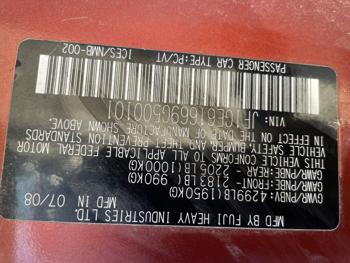 MFD BY FUJI HEAVY INDUSTRIES LTD. IN 07/08
GVWR/PNBV: 4299LB(1950KG)
GAWR/PNBE:FRONT- 2183LB( 990KG)
GAWR/PNBE:REAR - 2205LB(1000KG)
THIS VEHICLE CONFORMS TO ALL APPLICABLE FEDERAL MOTOR
VEHICLE SAFETY, BUMPER AND THEFT PREVENTION STANDARDS
IN EFFECT ON THE DATE OF MANUFACTURE SHOWN ABOVE.
VIN: JF1GE61669G500101
PASSENGER CAR TYPE:PC/VT
ICES/NMB-002